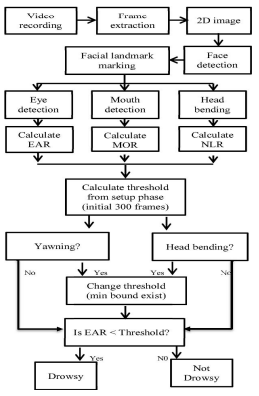 Video
recording
Frame
extraction
2D image
Facial landmark
marking
Face
detection
Eye
detection
Mouth
detection
Head
bending
Calculate
EAR
Calculate
MOR
Calculate
NLR
Calculate threshold
from setup phase
(initial 300 frames)
Yawning?
Head bending?
No
Yes
Yes
No
Change threshold
(min bound exist)
Is EAR < Threshold?
Yes
N0
Drowsy
Not
Drowsy